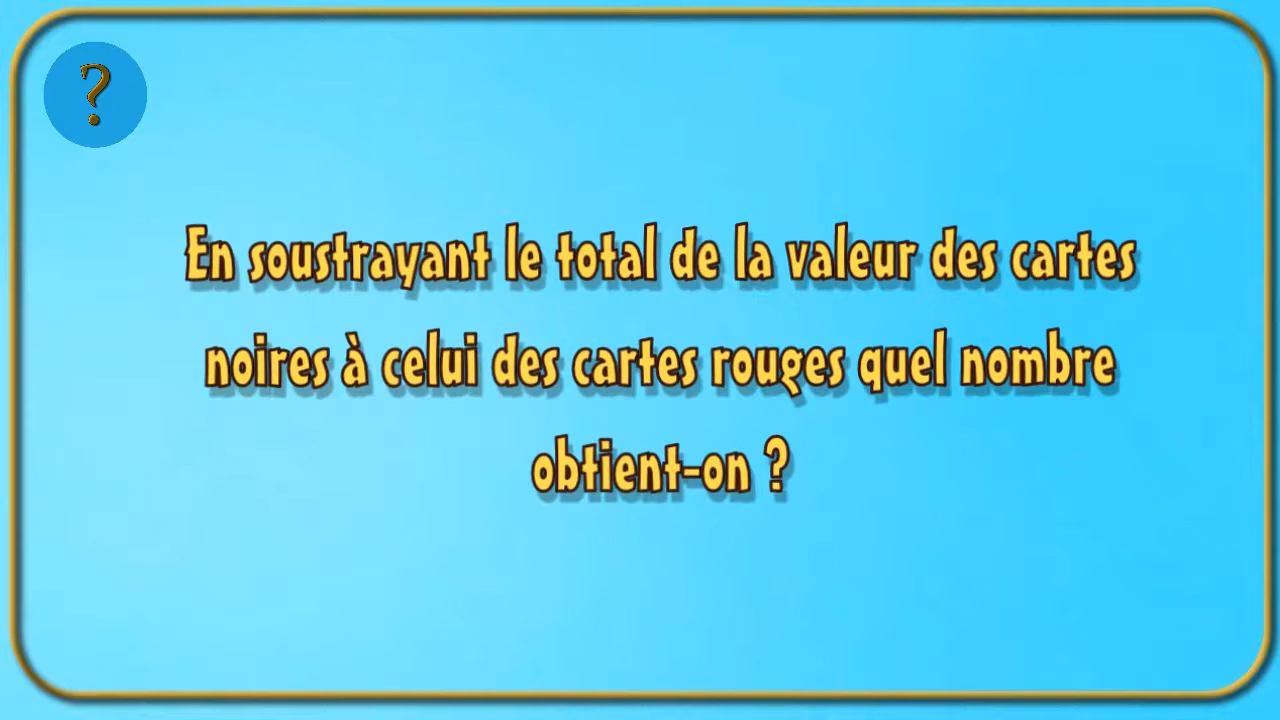 ?
En soustrayant le total de la valeur des cartes
noires à celui des cartes rouges quel nombre
obtient-on ?